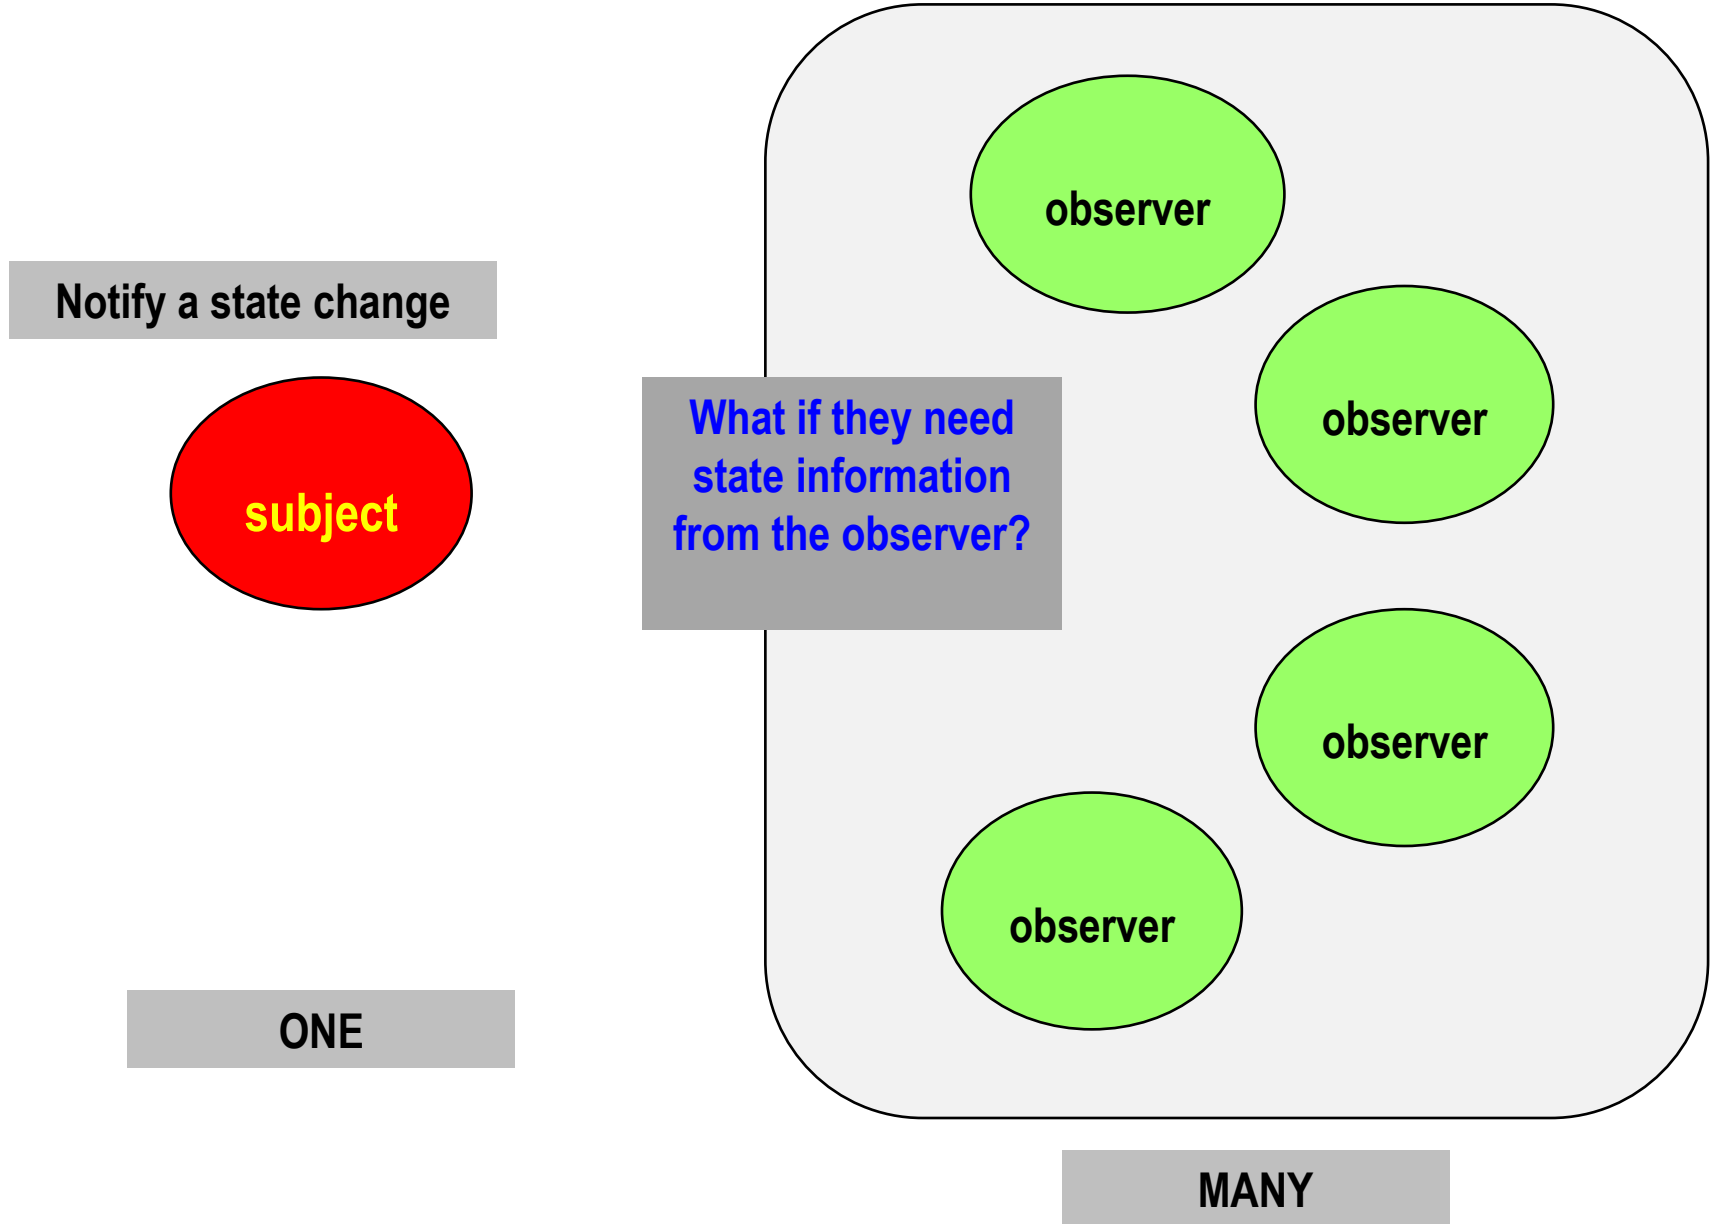 observer
Notify a state change
What if they need
state information
from the observer?
observer
subject
observer
observer
ONE
MANY